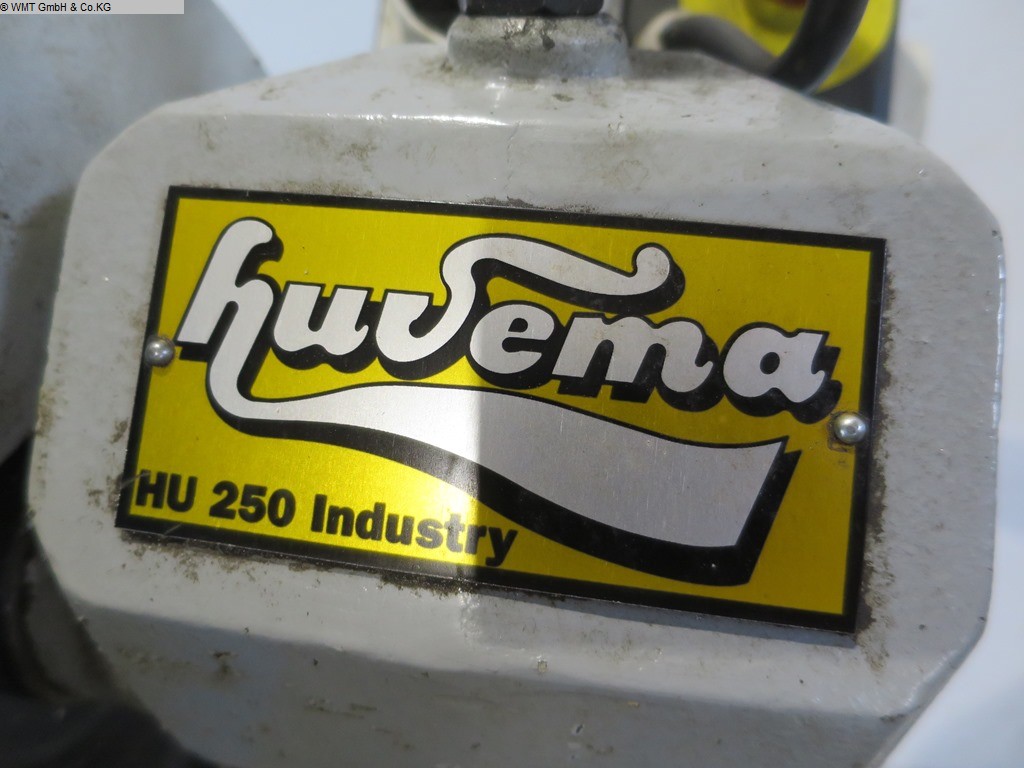 © WMT GmbH & Co.KG
huvema
HU 250 Industry